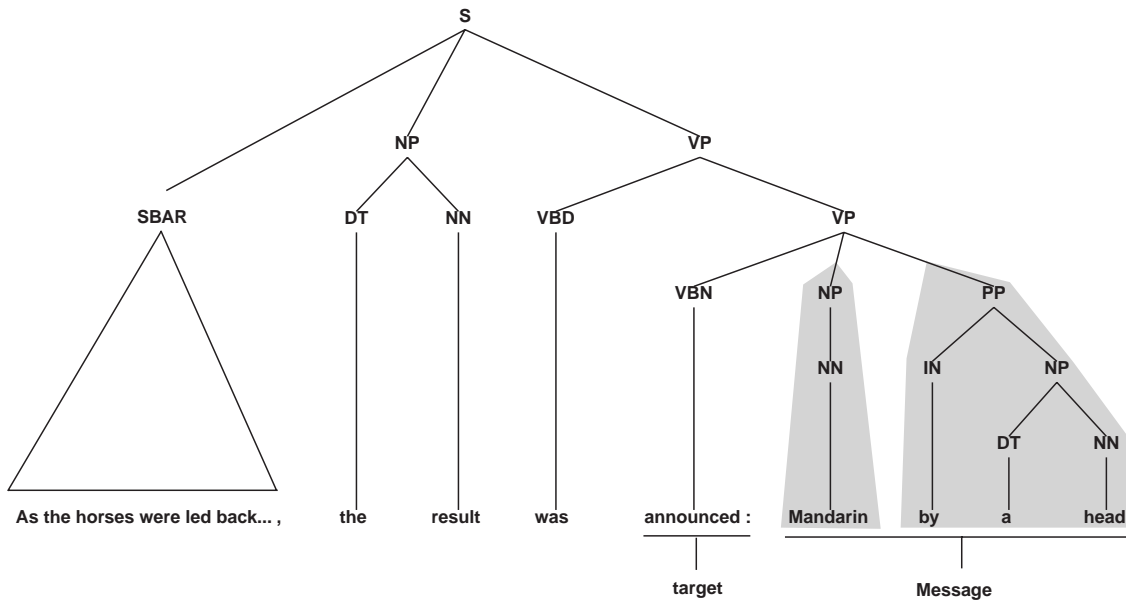 S
NP VP
SBAR DT NN VBD VP
VBN NP PP
NN IN NP
DT NN
As the horses were led back... , the result was announced : Mandarin by a head
target Message